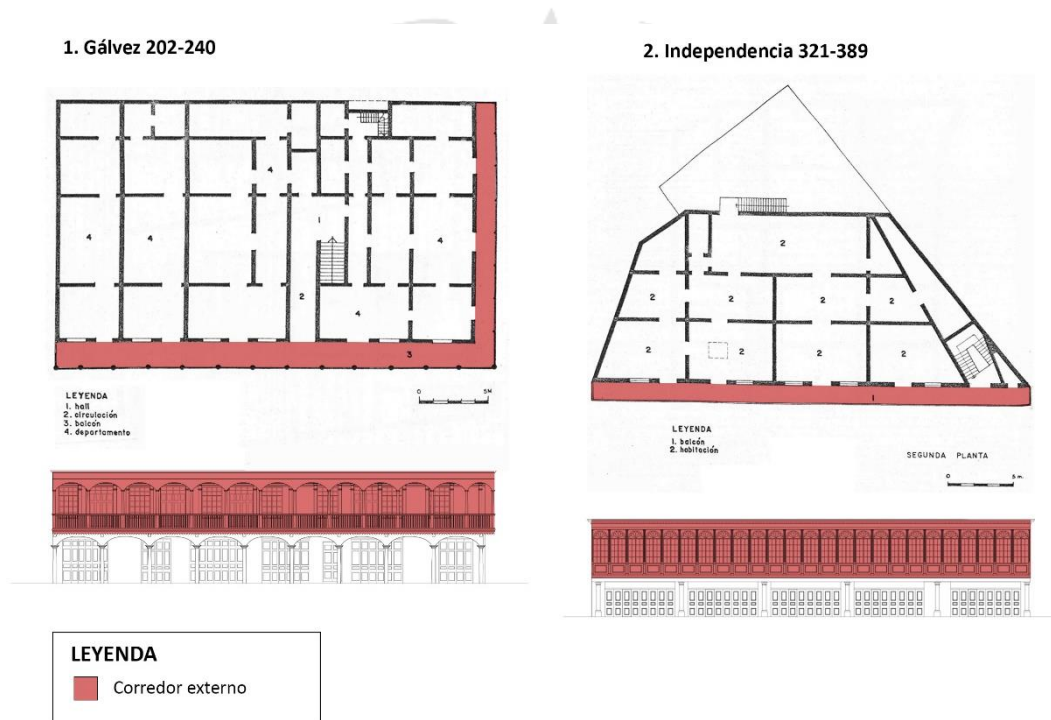 1. Gálvez 202-240
4
1
4
4
4
2
4
3
LEYENDA
1. hall
2. circulación
3. balcón
4. departamento
0 5M
2. Independencia 321-389
2
2
2
2
2
2
2
2
2
1
LEYENDA
1. balcón
2. habitación
SEGUNDA PLANTA
0 5 m.
LEYENDA
Corredor externo